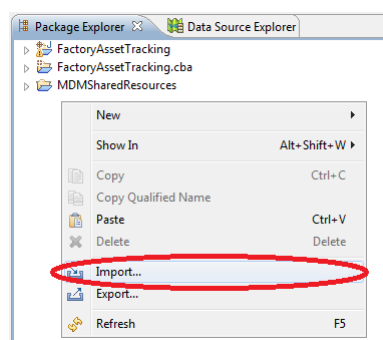 Package Explorer Data Source Explorer
FactoryAssetTracking
FactoryAssetTracking.cba
MDMSharedResources
New
Show In Alt+Shift+W
Copy Ctrl+C
Copy Qualified Name
Paste Ctrl+V
Delete Delete
Import...
Export...
Refresh F5